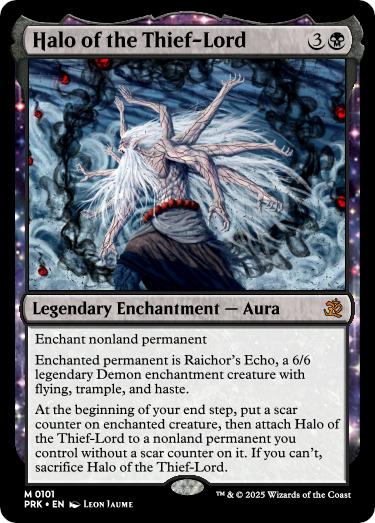 Halo of the Thief-Lord 3
Legendary Enchantment — Aura
Enchant nonland permanent
Enchanted permanent is Raichor's Echo, a 6/6
legendary Demon enchantment creature with
flying, trample, and haste.
At the beginning of your end step, put a scar
counter on enchanted creature, then attach Halo of
the Thief-Lord to a nonland permanent you
control without a scar counter on it. If you can't,
sacrifice Halo of the Thief-Lord.
M 0101
PRK • EN Leon Jaume
™ & © 2025 Wizards of the Coast